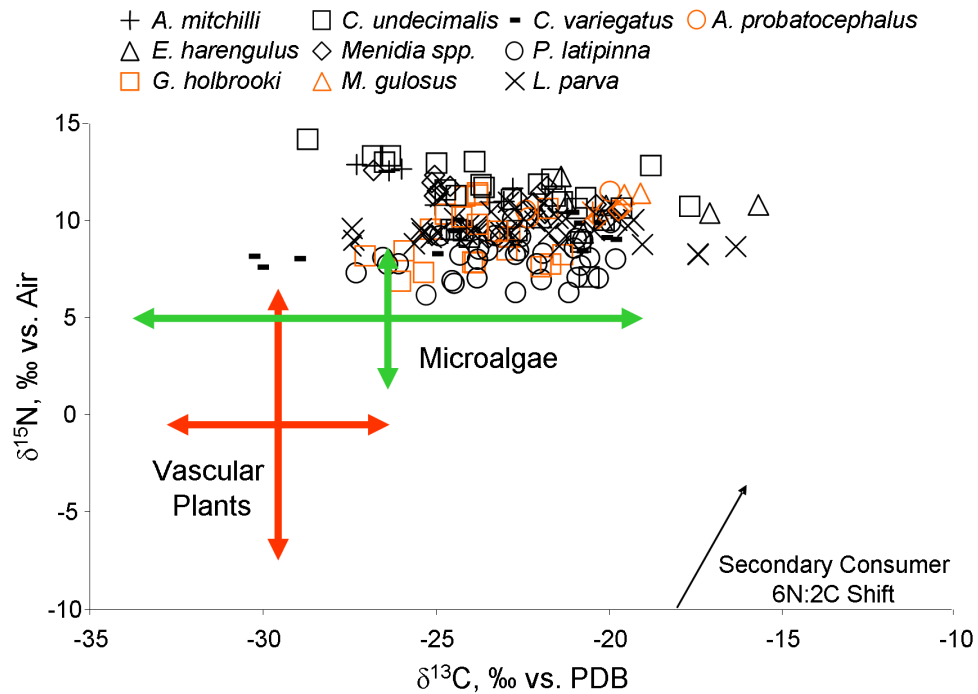 A. mitchilli C. undecimalis C. variegatus A. probatocephalus
E. harengulus Menidia spp. P. latipinna
G. holbrooki M. gulosus L. parva
15
10
5
0
-5
-10
δ¹⁵N, ‰ vs. Air
Microalgae
Vascular
Plants
Secondary Consumer
6N:2C Shift
-35 -30 -25 -20 -15 -10
δ¹³C, ‰ vs. PDB